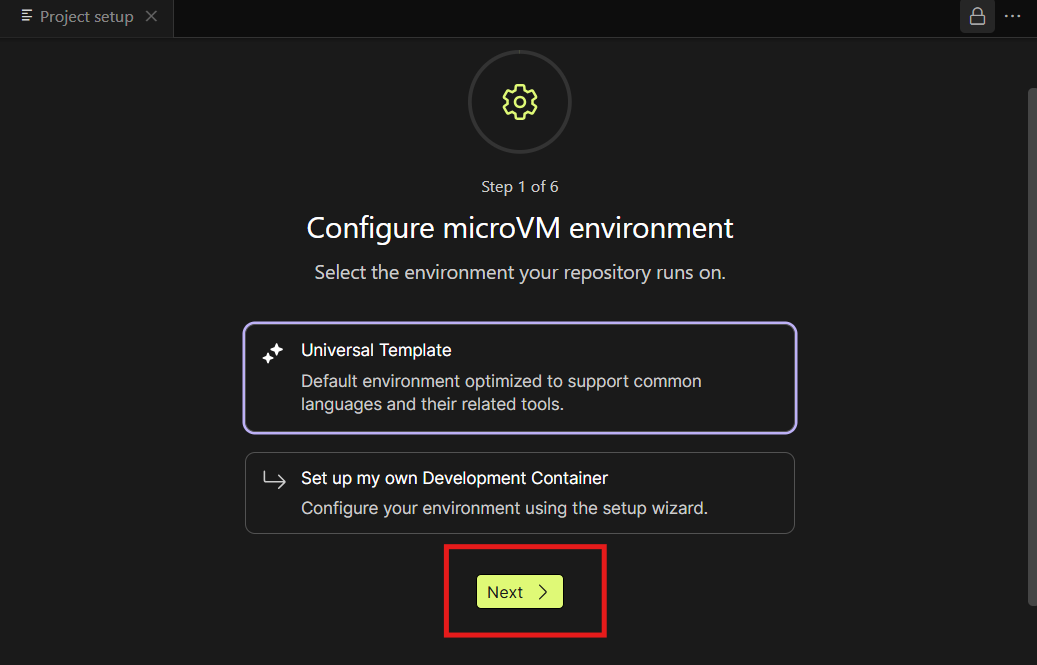 Project setup
Step 1 of 6
Configure microVM environment
Select the environment your repository runs on.
Universal Template
Default environment optimized to support common
languages and their related tools.
Set up my own Development Container
Configure your environment using the setup wizard.
Next